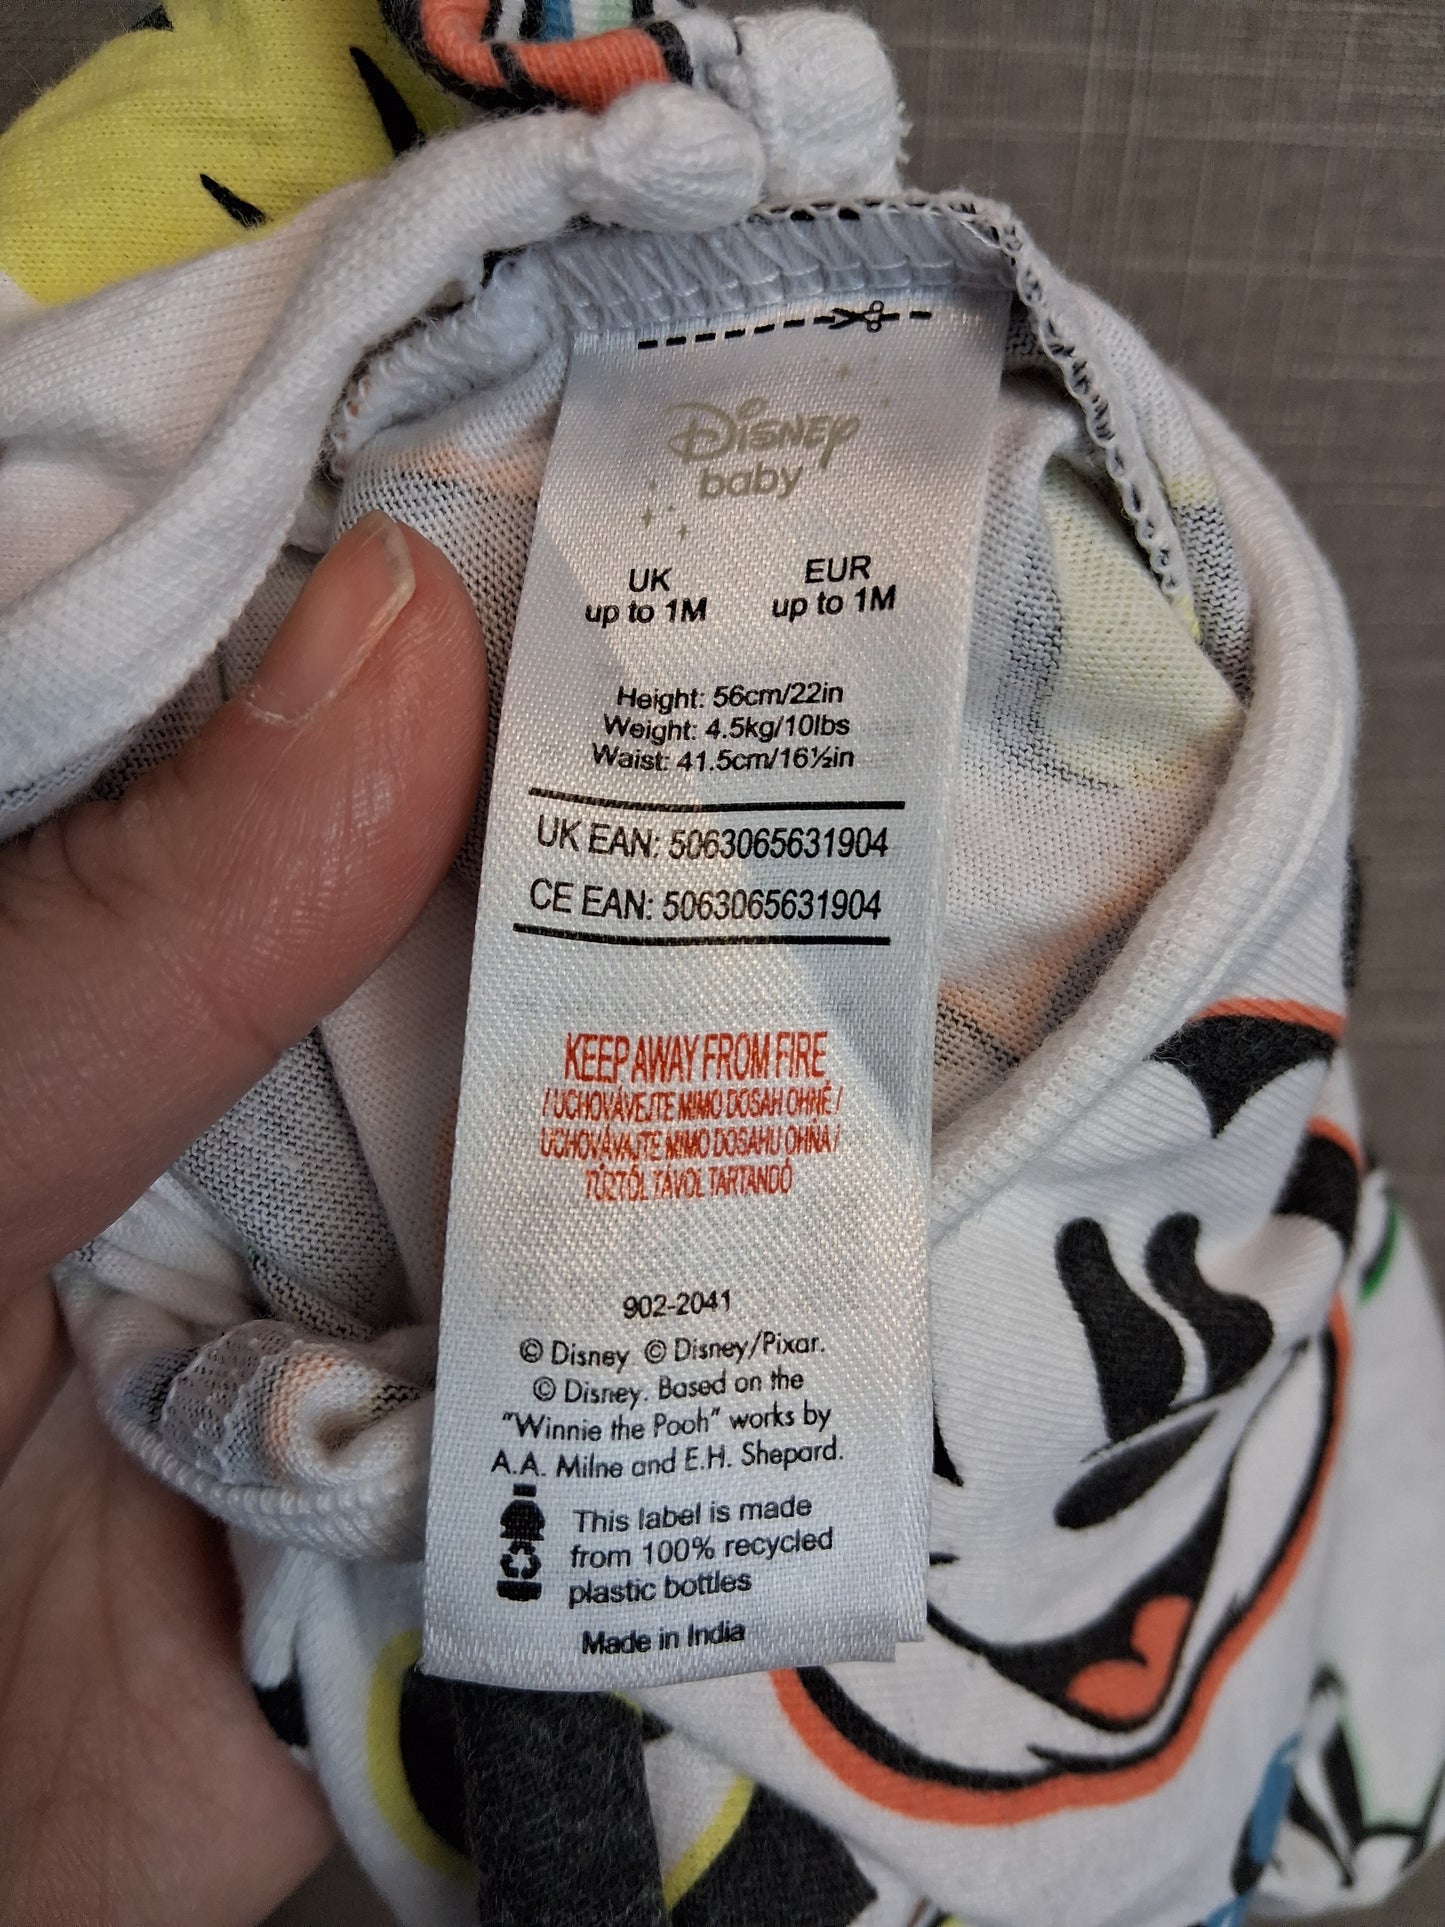 Disney
baby
UK EUR
up to 1M up to 1M
Height: 56cm/22in
Weight: 4.5kg/10lbs
Waist: 41.5cm/16½in
UK EAN: 5063065631904
CE EAN: 5063065631904
KEEP AWAY FROM FIRE
/ UCHOVÁVEJTE MIMO DOSAH OHNĚ /
UCHOVÁVAJTE MIMO DOSAHU OHŇA /
TŰZTŐL TÁVOL TARTANDÓ
902-2041
© Disney. © Disney/Pixar.
© Disney. Based on the
"Winnie the Pooh" works by
A.A. Milne and E.H. Shepard.
This label is made
from 100% recycled
plastic bottles
Made in India